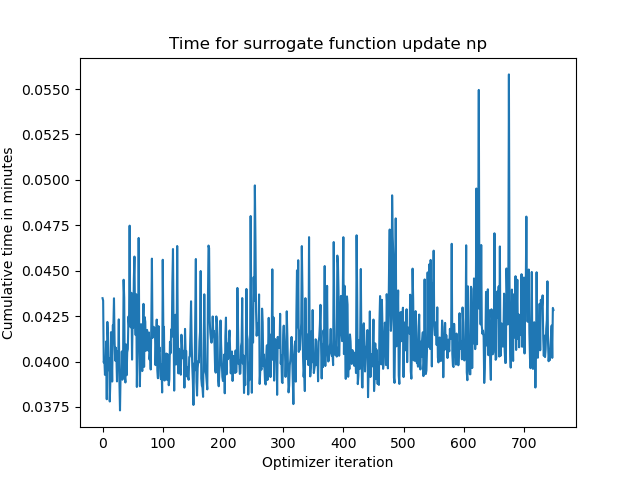 Time for surrogate function update np
Cumulative time in minutes
0.0550
0.0525
0.0500
0.0475
0.0450
0.0425
0.0400
0.0375
0 100 200 300 400 500 600 700
Optimizer iteration